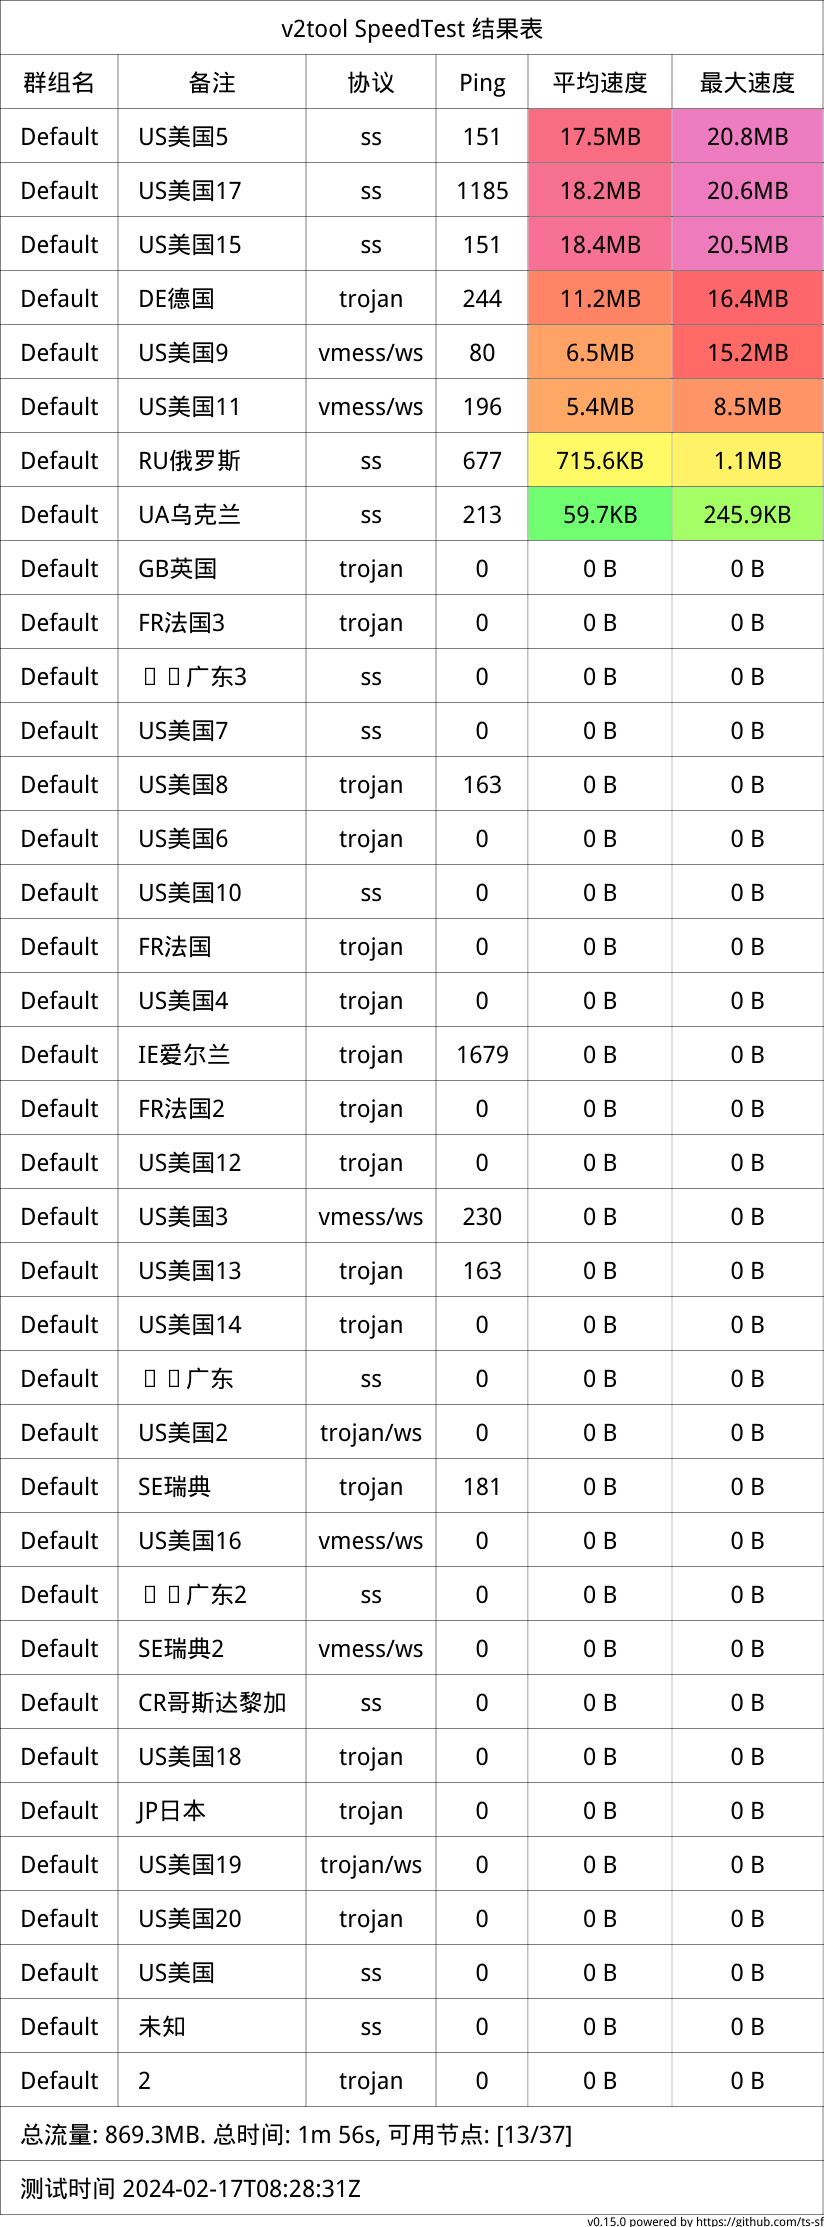 v2tool SpeedTest 结果表
群组名 备注 协议 Ping 平均速度 最大速度
Default US美国5 ss 151 17.5MB 20.8MB
Default US美国17 ss 1185 18.2MB 20.6MB
Default US美国15 ss 151 18.4MB 20.5MB
Default DE德国 trojan 244 11.2MB 16.4MB
Default US美国9 vmess/ws 80 6.5MB 15.2MB
Default US美国11 vmess/ws 196 5.4MB 8.5MB
Default RU俄罗斯 ss 677 715.6KB 1.1MB
Default UA乌克兰 ss 213 59.7KB 245.9KB
Default GB英国 trojan 0 0 B 0 B
Default FR法国3 trojan 0 0 B 0 B
Default 广东3 ss 0 0 B 0 B
Default US美国7 ss 0 0 B 0 B
Default US美国8 trojan 163 0 B 0 B
Default US美国6 trojan 0 0 B 0 B
Default US美国10 ss 0 0 B 0 B
Default FR法国 trojan 0 0 B 0 B
Default US美国4 trojan 0 0 B 0 B
Default IE爱尔兰 trojan 1679 0 B 0 B
Default FR法国2 trojan 0 0 B 0 B
Default US美国12 trojan 0 0 B 0 B
Default US美国3 vmess/ws 230 0 B 0 B
Default US美国13 trojan 163 0 B 0 B
Default US美国14 trojan 0 0 B 0 B
Default 广东 ss 0 0 B 0 B
Default US美国2 trojan/ws 0 0 B 0 B
Default SE瑞典 trojan 181 0 B 0 B
Default US美国16 vmess/ws 0 0 B 0 B
Default 广东2 ss 0 0 B 0 B
Default SE瑞典2 vmess/ws 0 0 B 0 B
Default CR哥斯达黎加 ss 0 0 B 0 B
Default US美国18 trojan 0 0 B 0 B
Default JP日本 trojan 0 0 B 0 B
Default US美国19 trojan/ws 0 0 B 0 B
Default US美国20 trojan 0 0 B 0 B
Default US美国 ss 0 0 B 0 B
Default 未知 ss 0 0 B 0 B
Default 2 trojan 0 0 B 0 B
总流量: 869.3MB. 总时间: 1m 56s, 可用节点: [13/37]
测试时间 2024-02-17T08:28:31Z
v0.15.0 powered by https://github.com/ts-sf